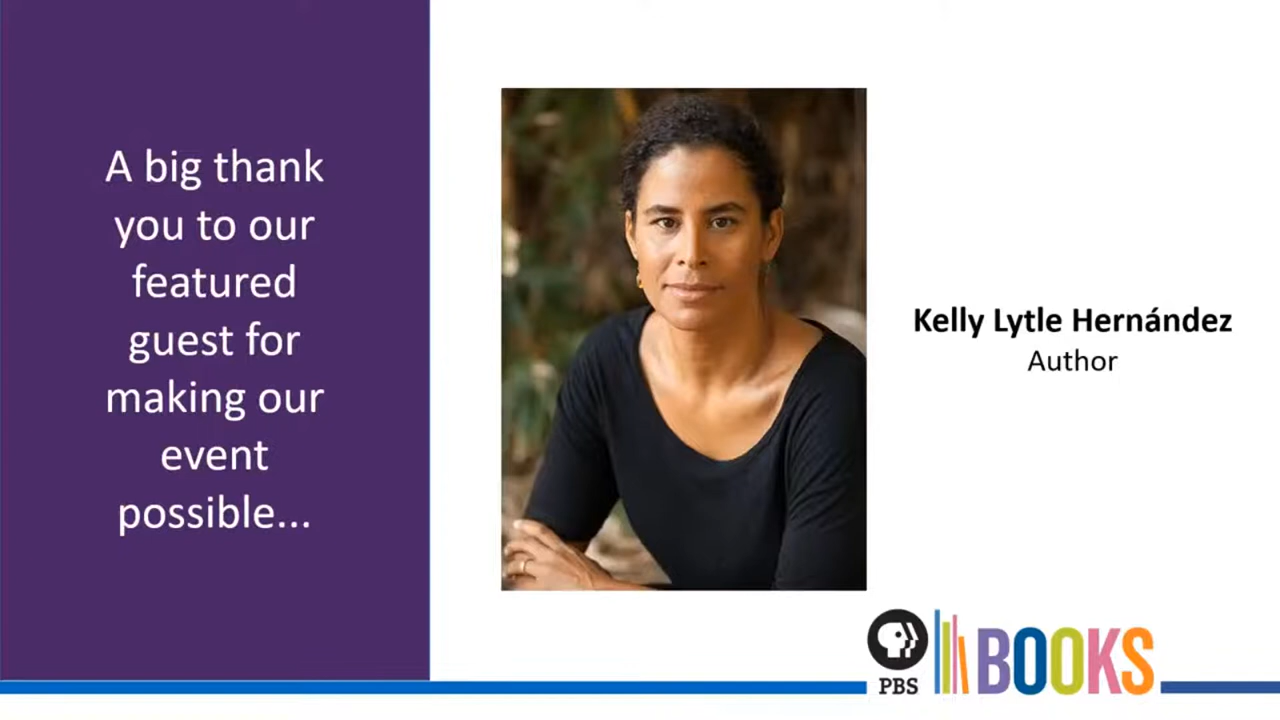 A big thank
you to our
featured
guest for
making our
event
possible...
Kelly Lytle Hernández
Author
PBS
BOOKS